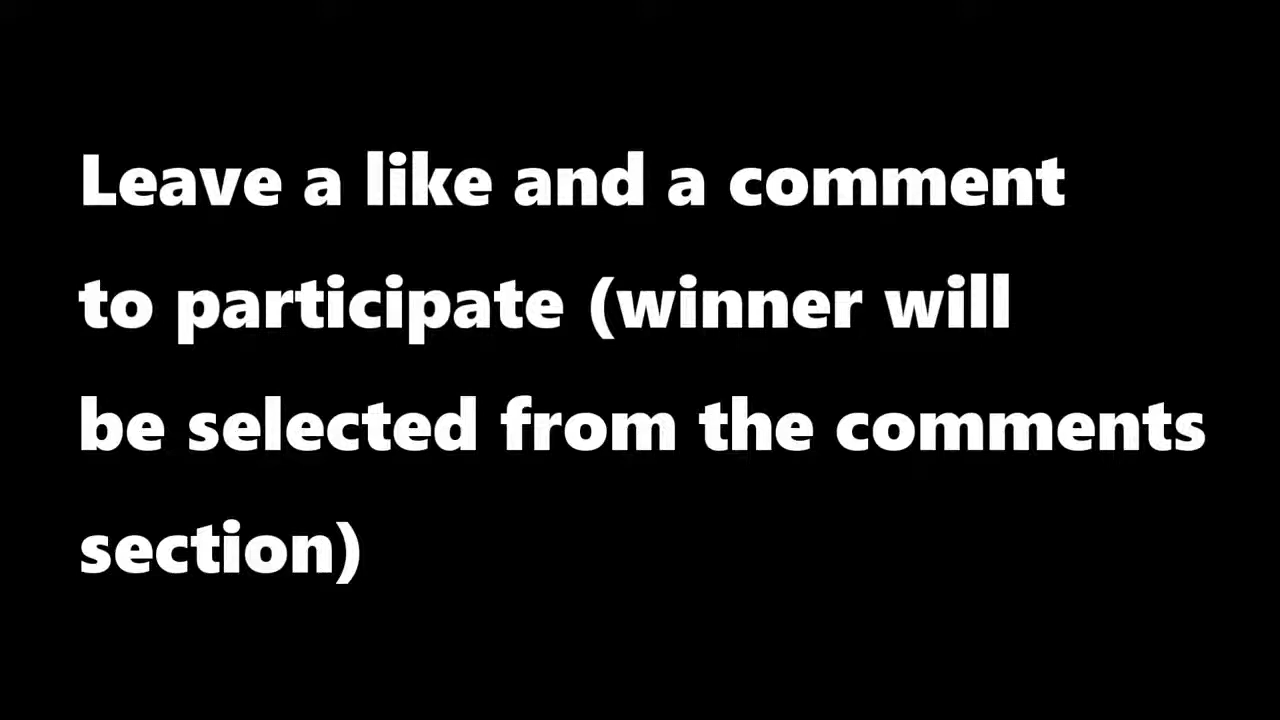 Leave a like and a comment
to participate (winner will
be selected from the comments
section)